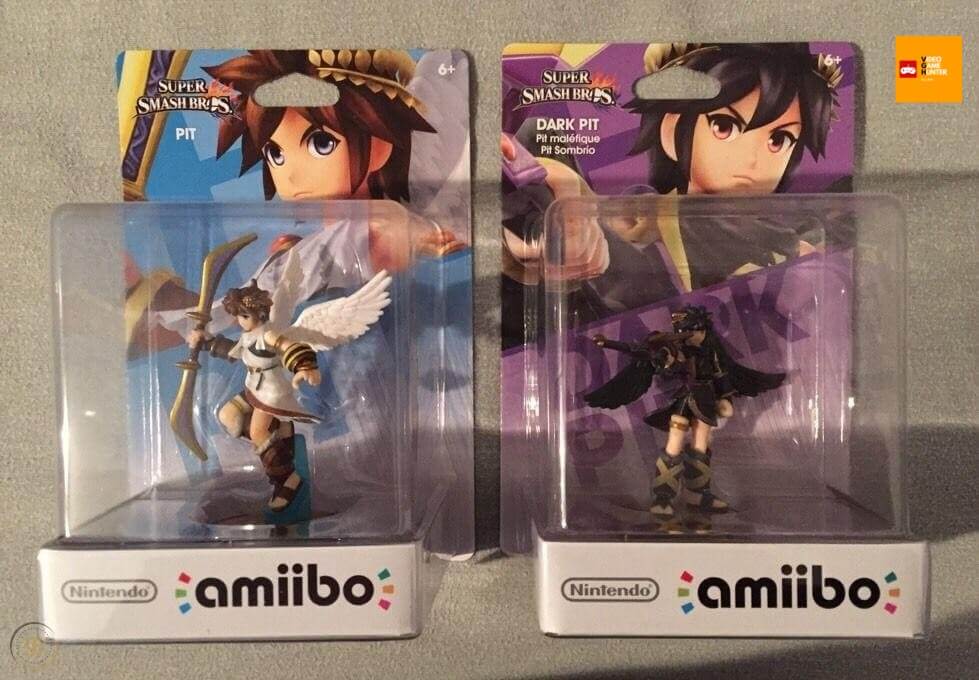 SUPER
SMASH BROS.
PIT
6+
Nintendo
amiibo
SUPER
SMASH BROS.
DARK PIT
Pit maléfique
Pit Sombrío
6+
DARK
PIT
Nintendo
amiibo
VIDEO
GAME
HUNTER